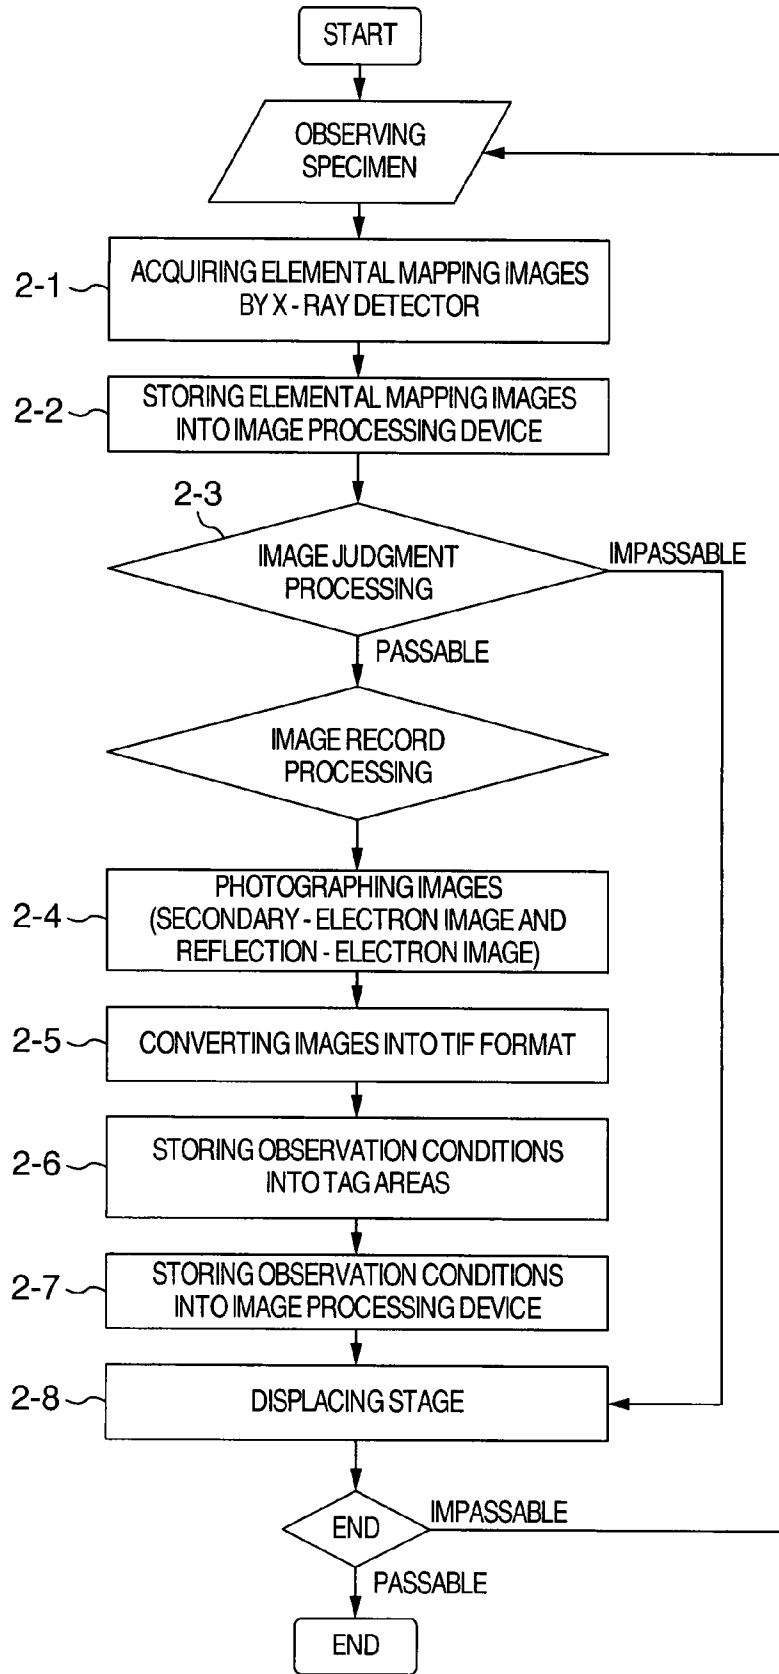 START
OBSERVING
SPECIMEN
2-1
ACQUIRING ELEMENTAL MAPPING IMAGES
BY X - RAY DETECTOR
2-2
STORING ELEMENTAL MAPPING IMAGES
INTO IMAGE PROCESSING DEVICE
2-3
IMAGE JUDGMENT
PROCESSING
IMPASSABLE
PASSABLE
IMAGE RECORD
PROCESSING
2-4
PHOTOGRAPHING IMAGES
(SECONDARY - ELECTRON IMAGE AND
REFLECTION - ELECTRON IMAGE)
2-5
CONVERTING IMAGES INTO TIF FORMAT
2-6
STORING OBSERVATION CONDITIONS
INTO TAG AREAS
2-7
STORING OBSERVATION CONDITIONS
INTO IMAGE PROCESSING DEVICE
2-8
DISPLACING STAGE
END
IMPASSABLE
PASSABLE
END